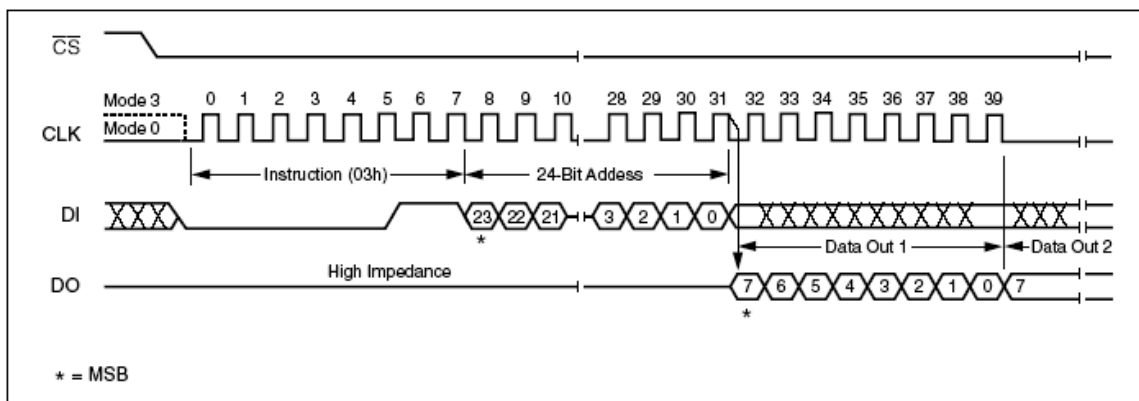 CS
Mode 3 0 1 2 3 4 5 6 7 8 9 10 28 29 30 31 32 33 34 35 36 37 38 39
CLK Mode 0
Instruction (03h) 24-Bit Addess
DI 23 22 21 3 2 1 0
* Data Out 1 Data Out 2
High Impedance
DO 7 6 5 4 3 2 1 0 7
*
* = MSB